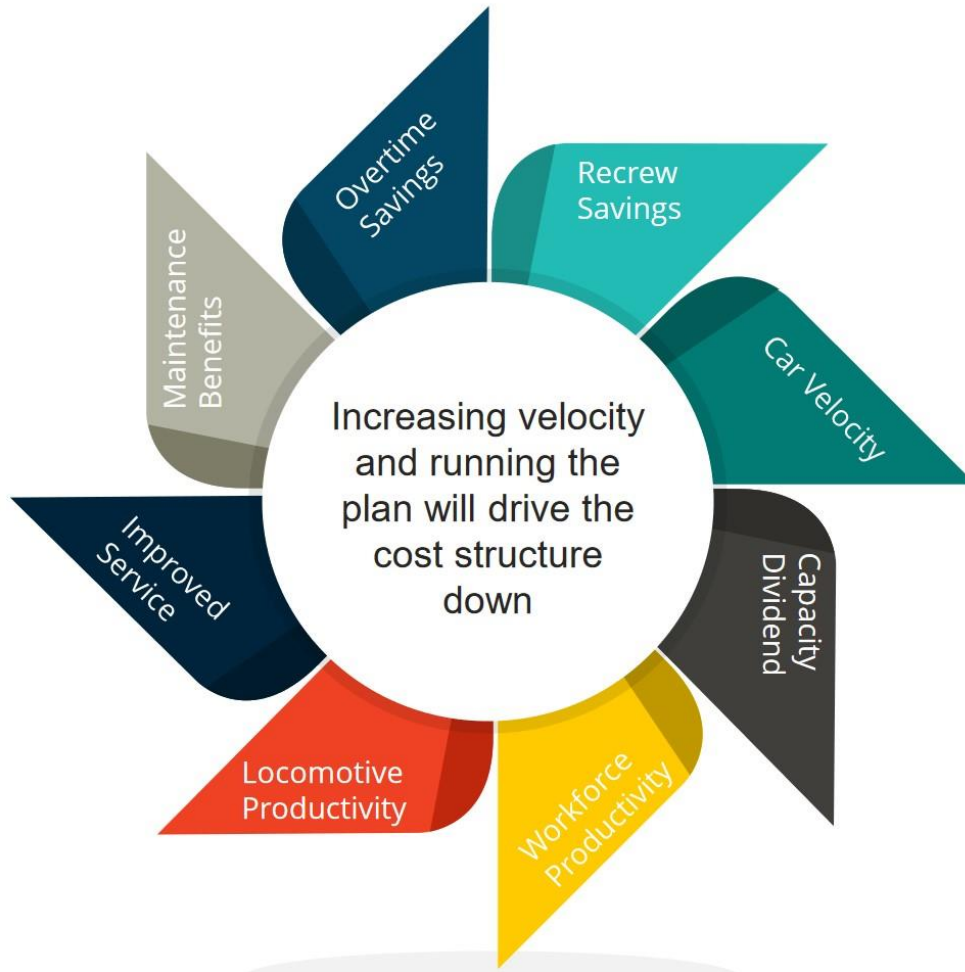 Overtime
Savings
Recrew
Savings
Car Velocity
Capacity
Dividend
Workforce
Productivity
Locomotive
Productivity
Improved
Service
Maintenance
Benefits
Increasing velocity
and running the
plan will drive the
cost structure
down